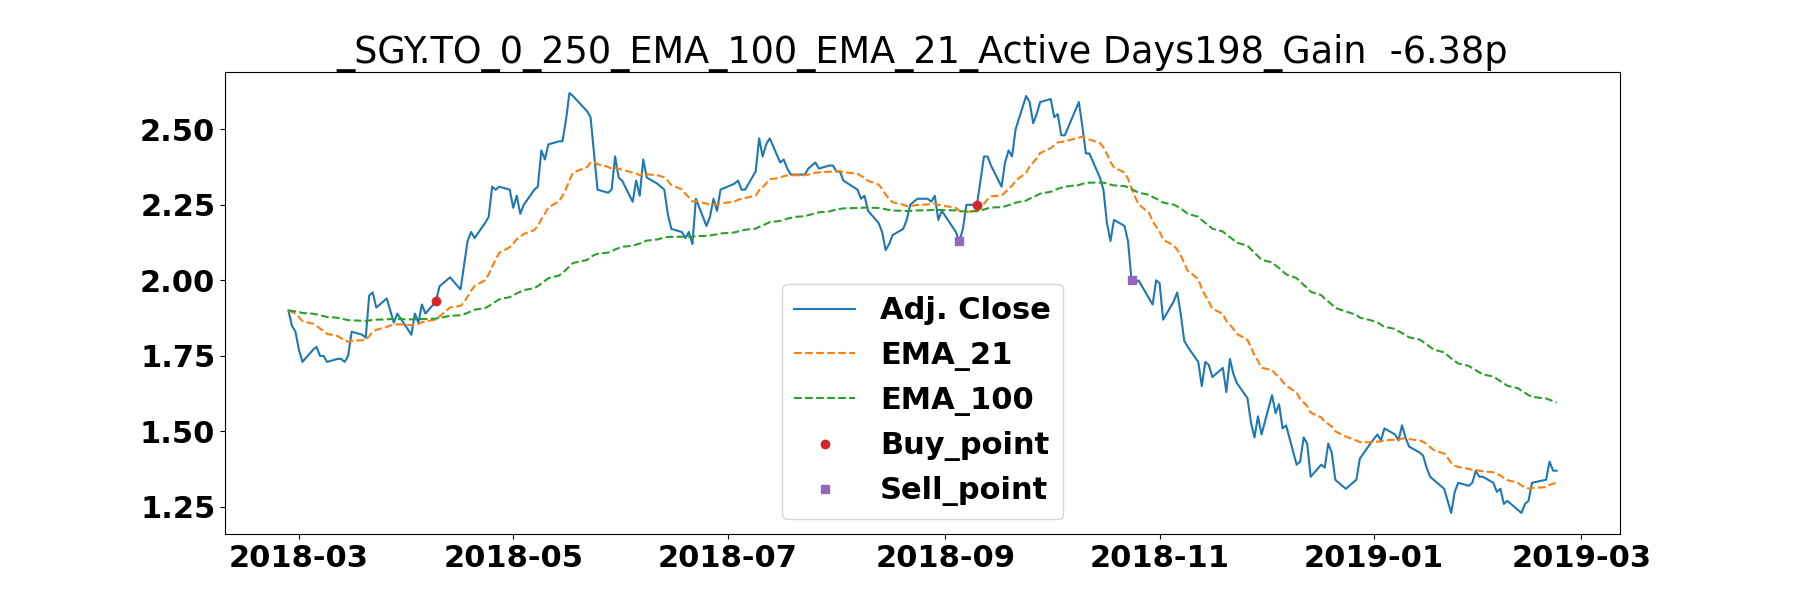 _SGY.TO_0_250_EMA_100_EMA_21_Active Days198_Gain  -6.38p
2.50
2.25
2.00
1.75
1.50
1.25
Adj. Close
EMA_21
EMA_100
Buy_point
Sell_point
2018-03 2018-05 2018-07 2018-09 2018-11 2019-01 2019-03